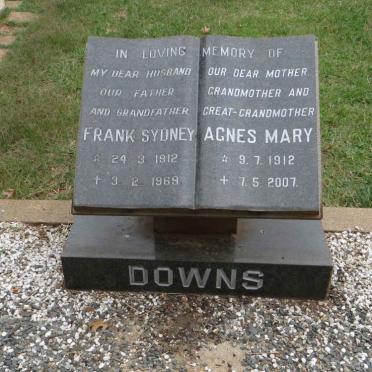 IN LOVING MEMORY OF
MY DEAR HUSBAND
OUR FATHER
AND GRANDFATHER
FRANK SYDNEY
☆ 24 3 1912
✝ 3 2 1969
OUR DEAR MOTHER
GRANDMOTHER AND
GREAT-GRANDMOTHER
AGNES MARY
☆ 9. 7. 1912
✝ 7. 5. 2007.
DOWNS